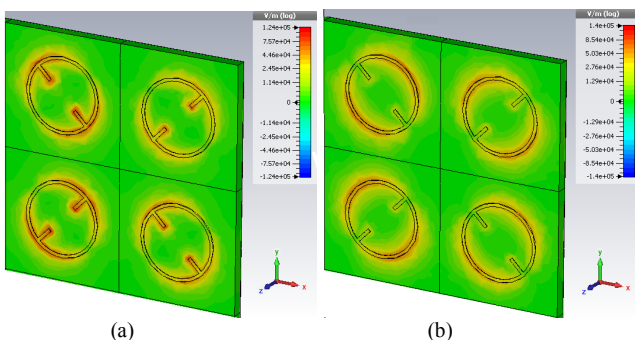 V/m (log)
1.24e+05
7.57e+04
4.46e+04
2.45e+04
1.14e+04
0
-1.14e+04
-2.45e+04
-4.46e+04
-7.57e+04
-1.24e+05
y
z
x
(a)
V/m (log)
1.4e+05
8.54e+04
5.03e+04
2.76e+04
1.29e+04
0
-1.29e+04
-2.76e+04
-5.03e+04
-8.54e+04
-1.4e+05
y
z
x
(b)